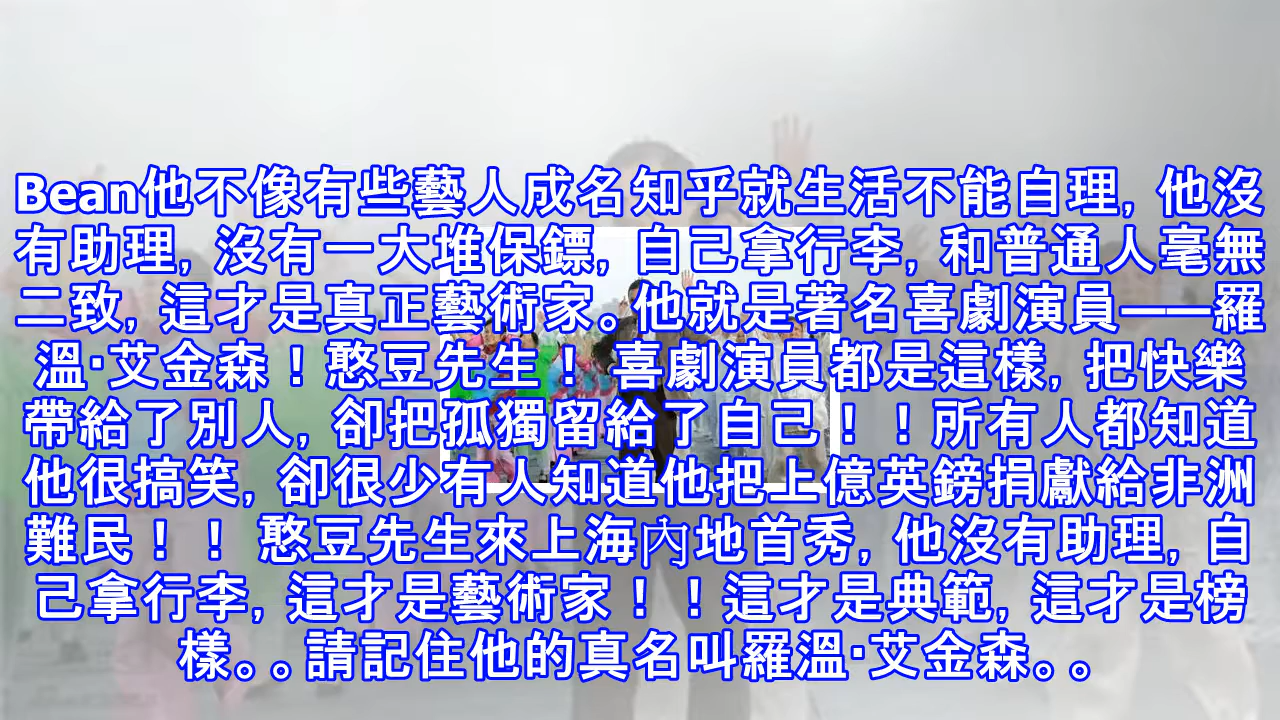 Bean他不像有些藝人成名知乎就生活不能自理, 他沒
有助理, 沒有一大堆保鏢, 自己拿行李, 和普通人毫無
二致, 這才是真正藝術家。他就是著名喜劇演員——羅
溫·艾金森！憨豆先生！ 喜劇演員都是這樣, 把快樂
帶給了別人, 卻把孤獨留給了自己！！所有人都知道
他很搞笑, 卻很少有人知道他把上億英鎊捐獻給非洲
難民！！ 憨豆先生來上海內地首秀, 他沒有助理, 自
己拿行李, 這才是藝術家！！這才是典範, 這才是榜
樣。。請記住他的真名叫羅溫·艾金森。。